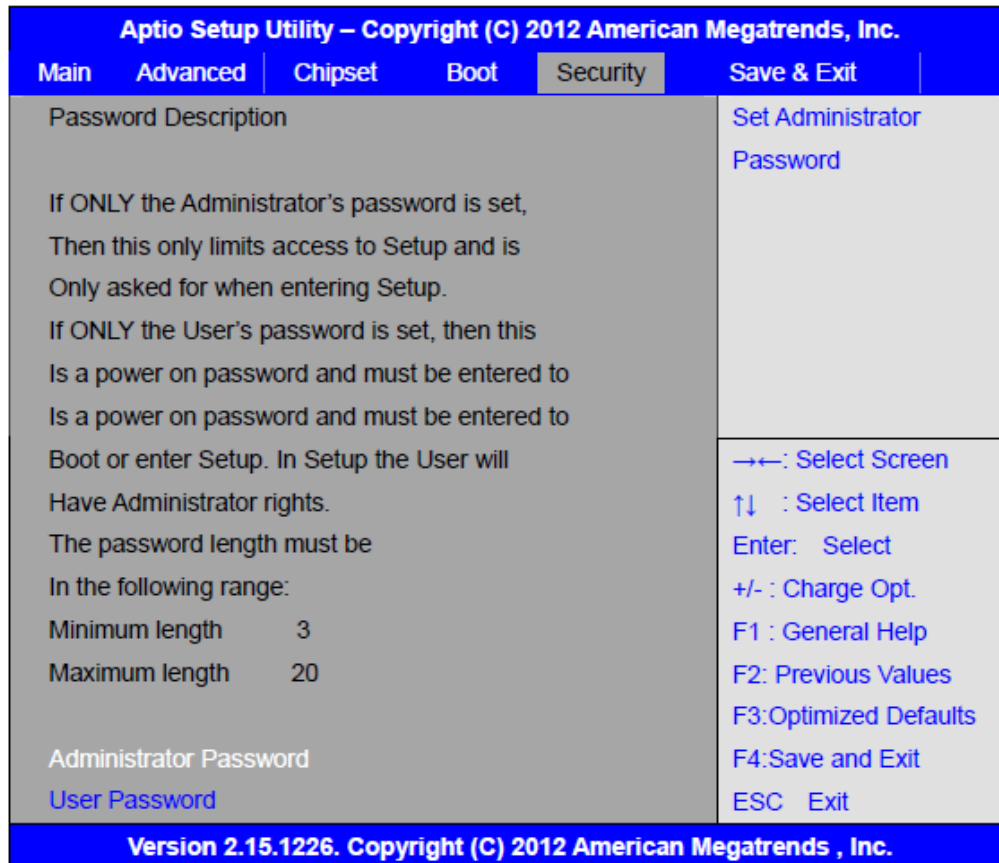 Aptio Setup Utility – Copyright (C) 2012 American Megatrends, Inc.
Main Advanced Chipset Boot Security Save & Exit
Password Description
If ONLY the Administrator's password is set,
Then this only limits access to Setup and is
Only asked for when entering Setup.
If ONLY the User's password is set, then this
Is a power on password and must be entered to
Is a power on password and must be entered to
Boot or enter Setup. In Setup the User will
Have Administrator rights.
The password length must be
In the following range:
Minimum length 3
Maximum length 20
Administrator Password
User Password
Set Administrator
Password
→←: Select Screen
↑↓ : Select Item
Enter: Select
+/- : Charge Opt.
F1 : General Help
F2: Previous Values
F3:Optimized Defaults
F4:Save and Exit
ESC Exit
Version 2.15.1226. Copyright (C) 2012 American Megatrends , Inc.